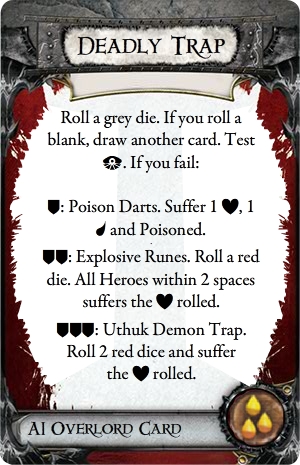 Deadly Trap
Roll a grey die. If you roll a
blank, draw another card. Test
. If you fail:
: Poison Darts. Suffer 1 , 1
and Poisoned.
: Explosive Runes. Roll a red
die. All Heroes within 2 spaces
suffers the rolled.
: Uthuk Demon Trap.
Roll 2 red dice and suffer
the rolled.
AI Overlord Card